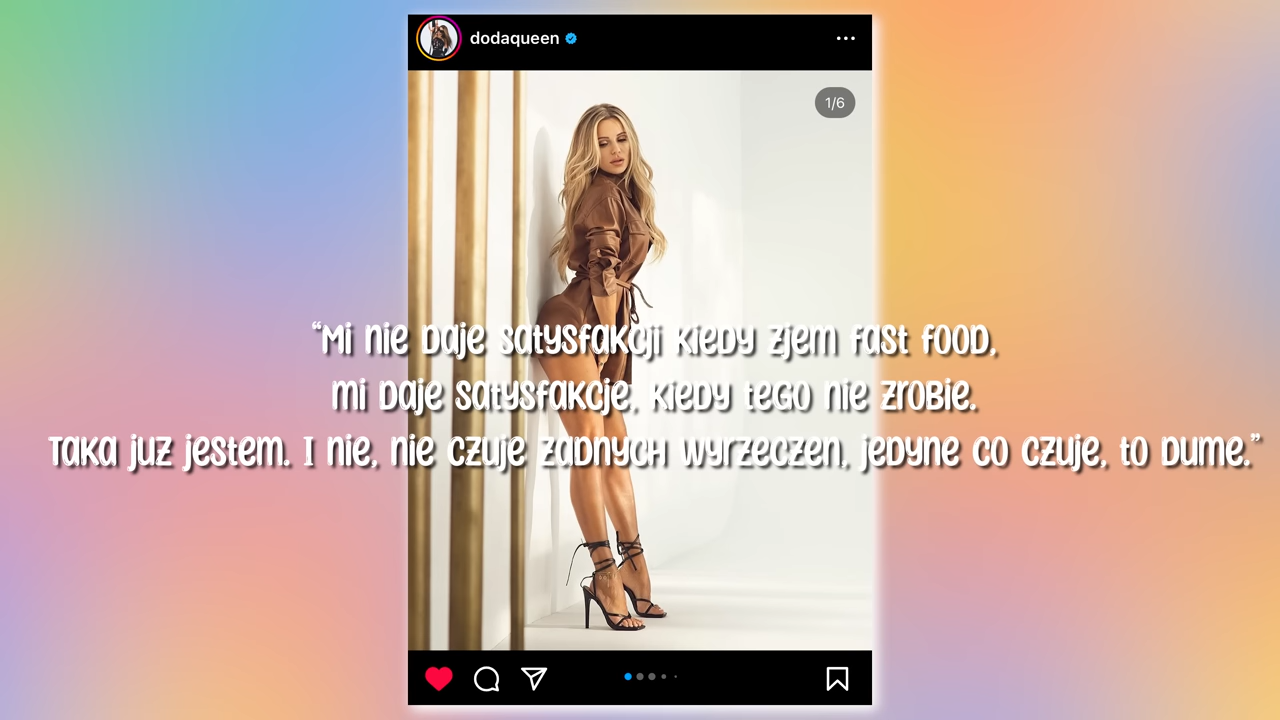 dodaqueen
1/6
“Mi nie daje satysfakcji kiedy zjem fast food,
mi daje satysfakcje, kiedy tego nie zrobie.
Taka juz jestem. I nie, nie czuje zadnych wyrzeczen, jedyne co czuje, to dume.”